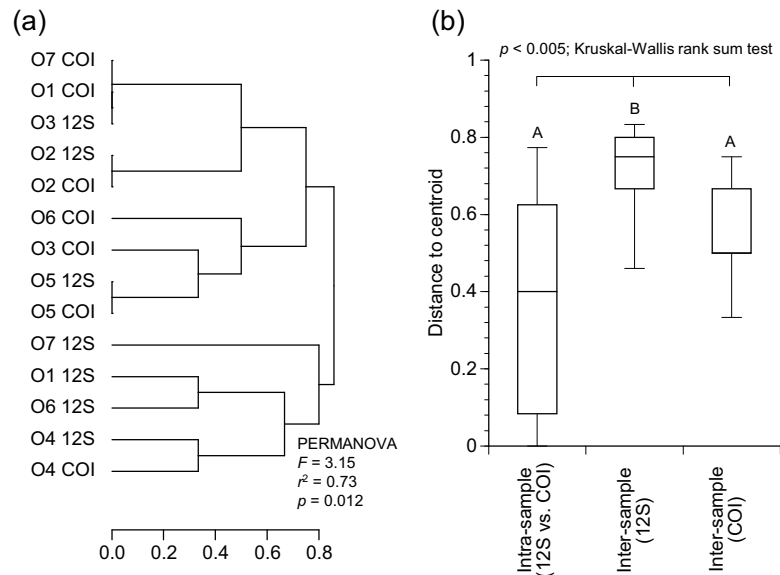 (a)
O7 COI
O1 COI
O3 12S
O2 12S
O2 COI
O6 COI
O3 COI
O5 12S
O5 COI
O7 12S
O1 12S
O6 12S
O4 12S
O4 COI
PERMANOVA
F = 3.15
r² = 0.73
p = 0.012
0.0 0.2 0.4 0.6 0.8
(b)
p < 0.005; Kruskal-Wallis rank sum test
1
0.8
0.6
0.4
0.2
0
Distance to centroid
A
B
A
Intra-sample
(12S vs. COI)
Inter-sample
(12S)
Inter-sample
(COI)